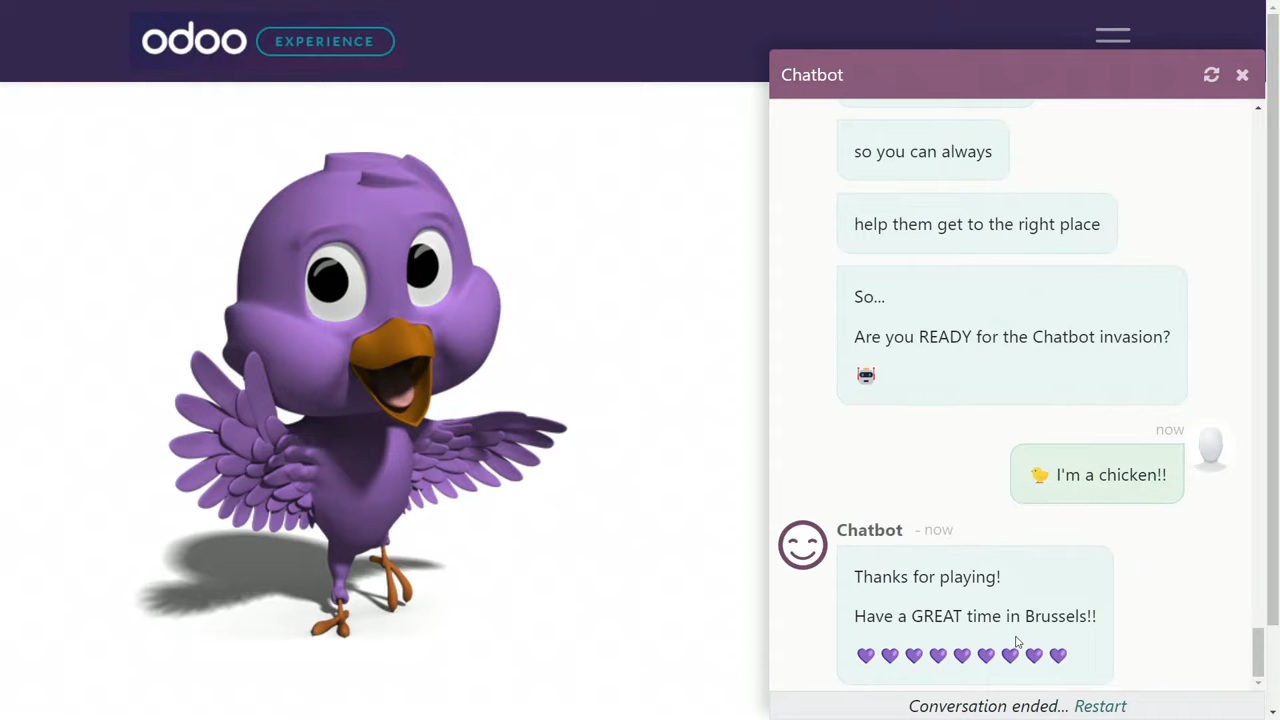 odoo EXPERIENCE
Chatbot
so you can always
help them get to the right place
So...
Are you READY for the Chatbot invasion?
🤖
now
🐤 I'm a chicken!!
Chatbot - now
Thanks for playing!
Have a GREAT time in Brussels!!
💜 💜 💜 💜 💜 💜 💜 💜 💜
Conversation ended... Restart